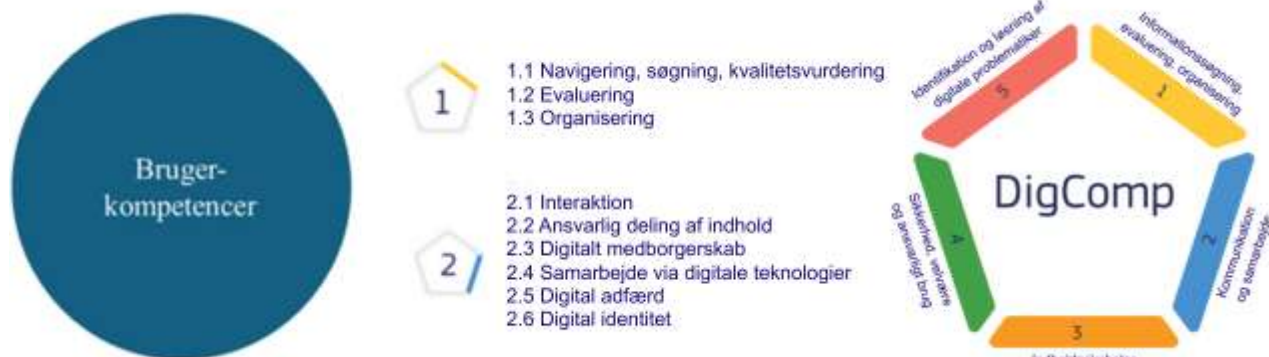 Bruger-
kompetencer
1
1.1 Navigering, søgning, kvalitetsvurdering
1.2 Evaluering
1.3 Organisering
2
2.1 Interaktion
2.2 Ansvarlig deling af indhold
2.3 Digitalt medborgerskab
2.4 Samarbejde via digitale teknologier
2.5 Digital adfærd
2.6 Digital identitet
DigComp
Informationssøgning,
evaluering, organisering
1
Kommunikation
og samarbejde
2
3
Sikkerhed, velvære
og ansvarligt brug
4
Identifikation og løsning af
digitale problematikker
5